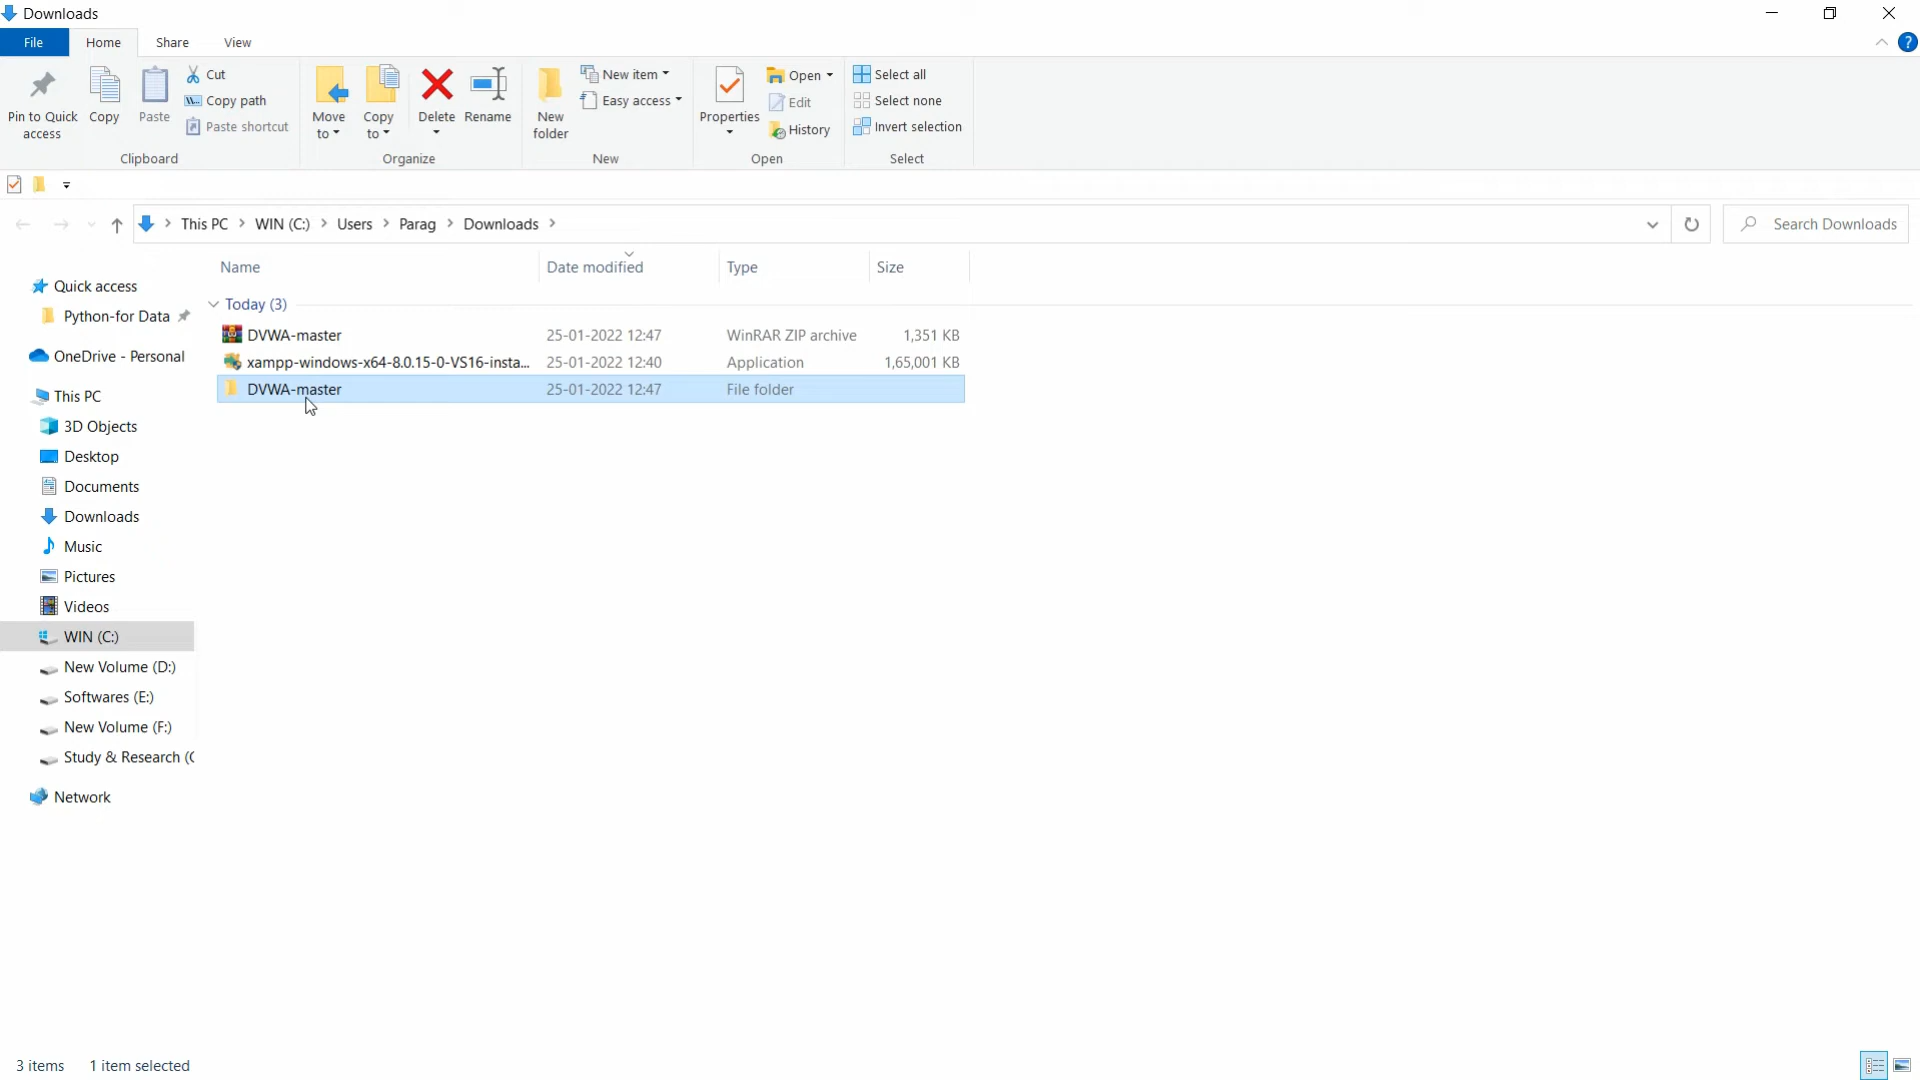 Downloads
File Home Share View
Pin to Quick access
Copy
Paste
Cut
Copy path
Paste shortcut
Clipboard
Move to
Copy to
Delete
Rename
Organize
New folder
New item
Easy access
New
Properties
Open
Edit
History
Open
Select all
Select none
Invert selection
Select
This PC > WIN (C:) > Users > Parag > Downloads >
Search Downloads
Name Date modified Type Size
Today (3)
DVWA-master 25-01-2022 12:47 WinRAR ZIP archive 1,351 KB
xampp-windows-x64-8.0.15-0-VS16-insta... 25-01-2022 12:40 Application 1,65,001 KB
DVWA-master 25-01-2022 12:47 File folder
Quick access
Python-for Data
OneDrive - Personal
This PC
3D Objects
Desktop
Documents
Downloads
Music
Pictures
Videos
WIN (C:)
New Volume (D:)
Softwares (E:)
New Volume (F:)
Study & Research (
Network
3 items 1 item selected